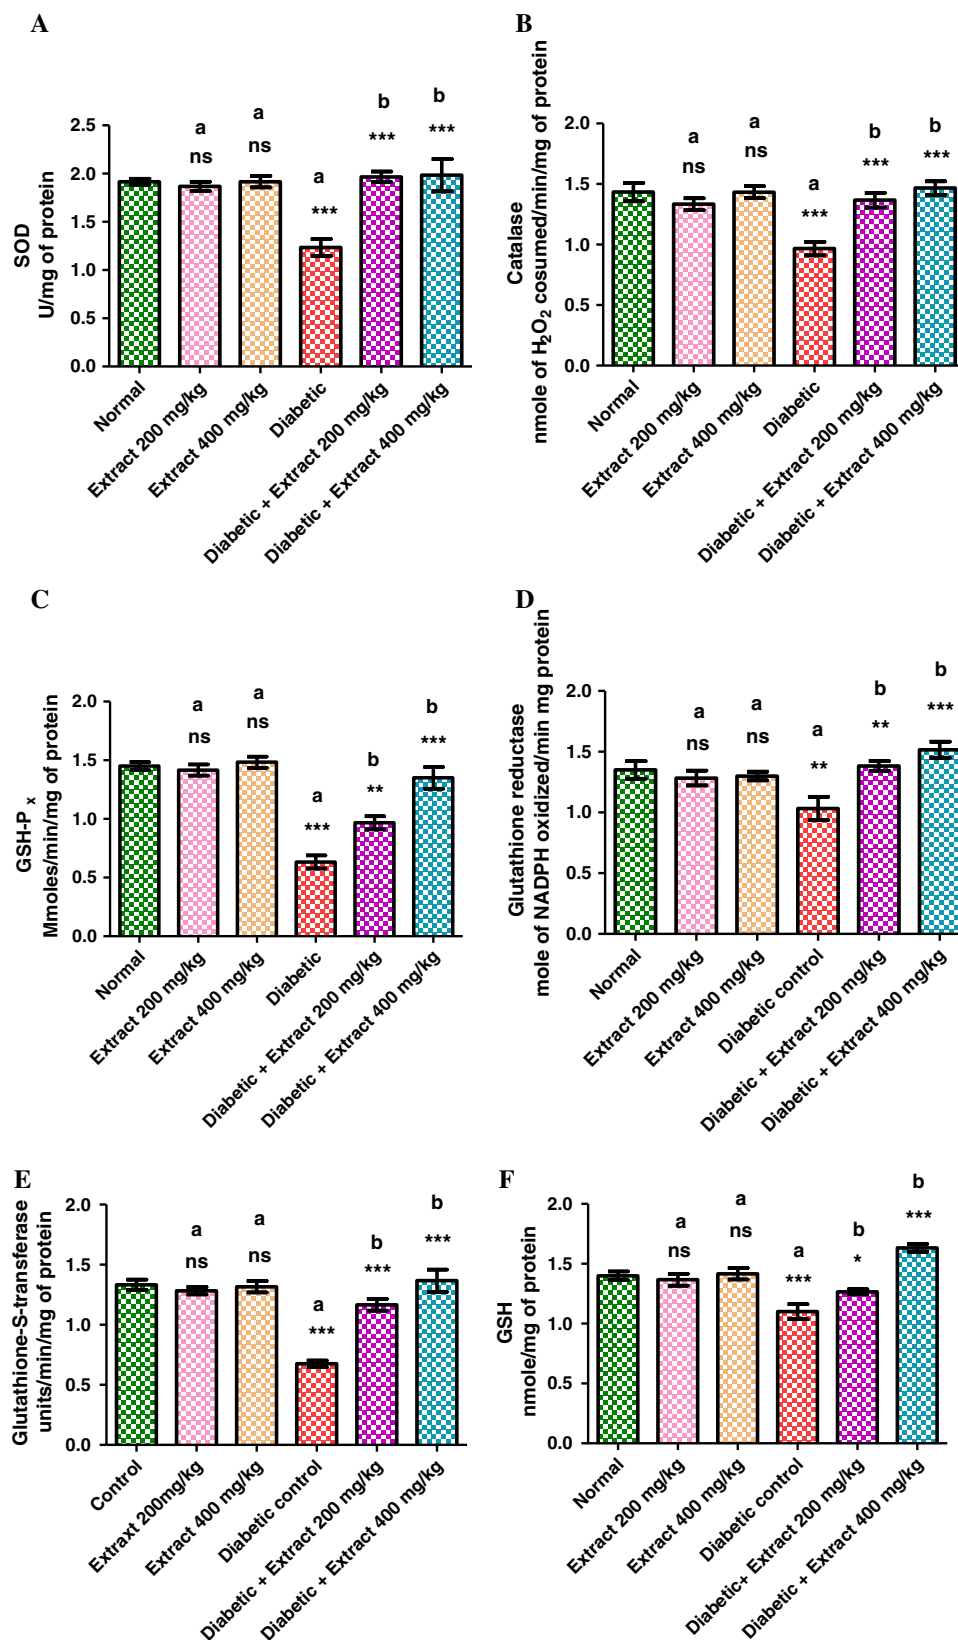 A
SOD
U/mg of protein
2.5
2.0
1.5
1.0
0.5
0.0
a
ns
a
ns
a
***
b
***
b
***
Normal
Extract 200 mg/kg
Extract 400 mg/kg
Diabetic
Diabetic + Extract 200 mg/kg
Diabetic + Extract 400 mg/kg
B
Catalase
nmole of H₂O₂ cosumed/min/mg of protein
2.0
1.5
1.0
0.5
0.0
a
ns
a
ns
a
***
b
***
b
***
Normal
Extract 200 mg/kg
Extract 400 mg/kg
Diabetic
Diabetic + Extract 200 mg/kg
Diabetic + Extract 400 mg/kg
C
GSH-Pₓ
Mmoles/min/mg of protein
2.0
1.5
1.0
0.5
0.0
a
ns
a
ns
a
***
b
**
b
***
Normal
Extract 200 mg/kg
Extract 400 mg/kg
Diabetic
Diabetic + Extract 200 mg/kg
Diabetic + Extract 400 mg/kg
D
Glutathione reductase
mole of NADPH oxidized/min mg protein
2.0
1.5
1.0
0.5
0.0
a
ns
a
ns
a
**
b
**
b
***
Normal
Extract 200 mg/kg
Extract 400 mg/kg
Diabetic control
Diabetic + Extract 200 mg/kg
Diabetic + Extract 400 mg/kg
E
Glutathione-S-transferase
units/min/mg of protein
2.0
1.5
1.0
0.5
0.0
a
ns
a
ns
a
***
b
***
b
***
Control
Extraxt 200mg/kg
Extract 400 mg/kg
Diabetic control
Diabetic + Extract 200 mg/kg
Diabetic + Extract 400 mg/kg
F
GSH
nmole/mg of protein
2.0
1.5
1.0
0.5
0.0
a
ns
a
ns
a
***
b
*
b
***
Normal
Extract 200 mg/kg
Extract 400 mg/kg
Diabetic control
Diabetic+ Extract 200 mg/kg
Diabetic + Extract 400 mg/kg